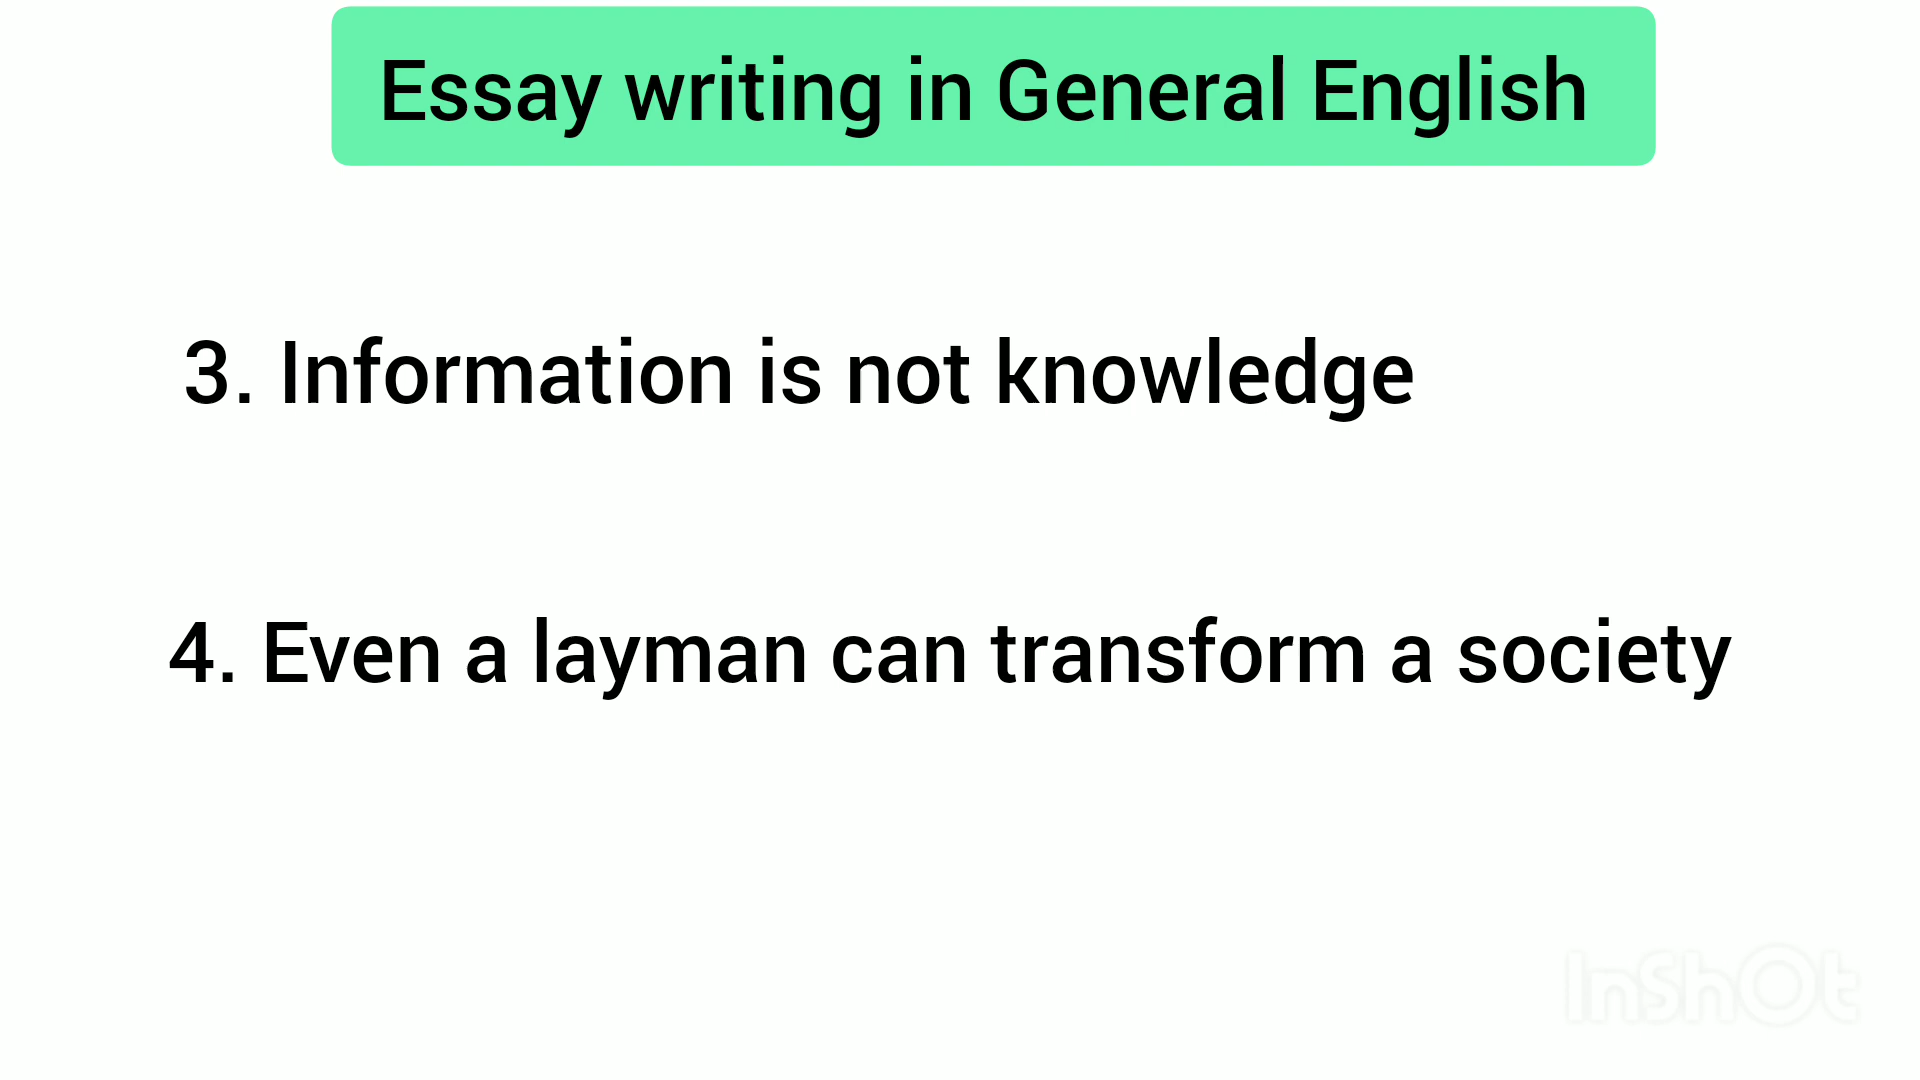 Essay writing in General English
3. Information is not knowledge
4. Even a layman can transform a society
InShOt